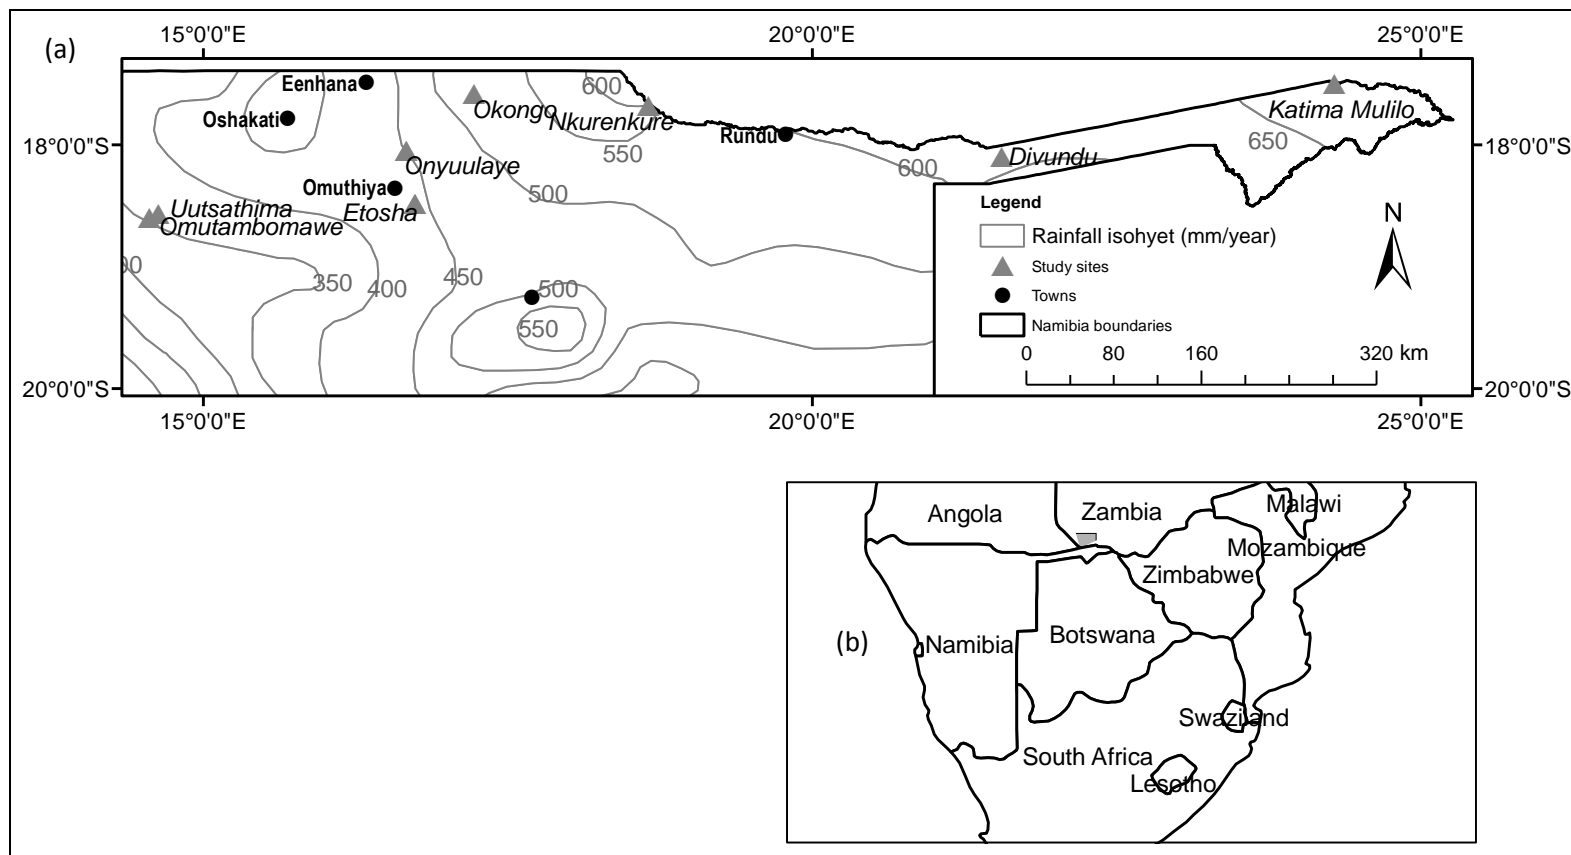 (a)
15°0'0"E
20°0'0"E
25°0'0"E
Eenhana
600
Okongo
Nkurenkure
Katima Mulilo
Oshakati
Rundu
18°0'0"S
550
650
18°0'0"S
Onyuulaye
600
Divundu
Omuthiya
500
Uutsathima
Etosha
Omutambomawe
Legend
N
Rainfall isohyet (mm/year)
Study sites
Towns
Namibia boundaries
00
350
400
450
500
550
0
80
160
320 km
20°0'0"S
20°0'0"S
15°0'0"E
20°0'0"E
25°0'0"E
Angola
Zambia
Malawi
Mozambique
Zimbabwe
(b)
Namibia
Botswana
Swaziland
South Africa
Lesotho